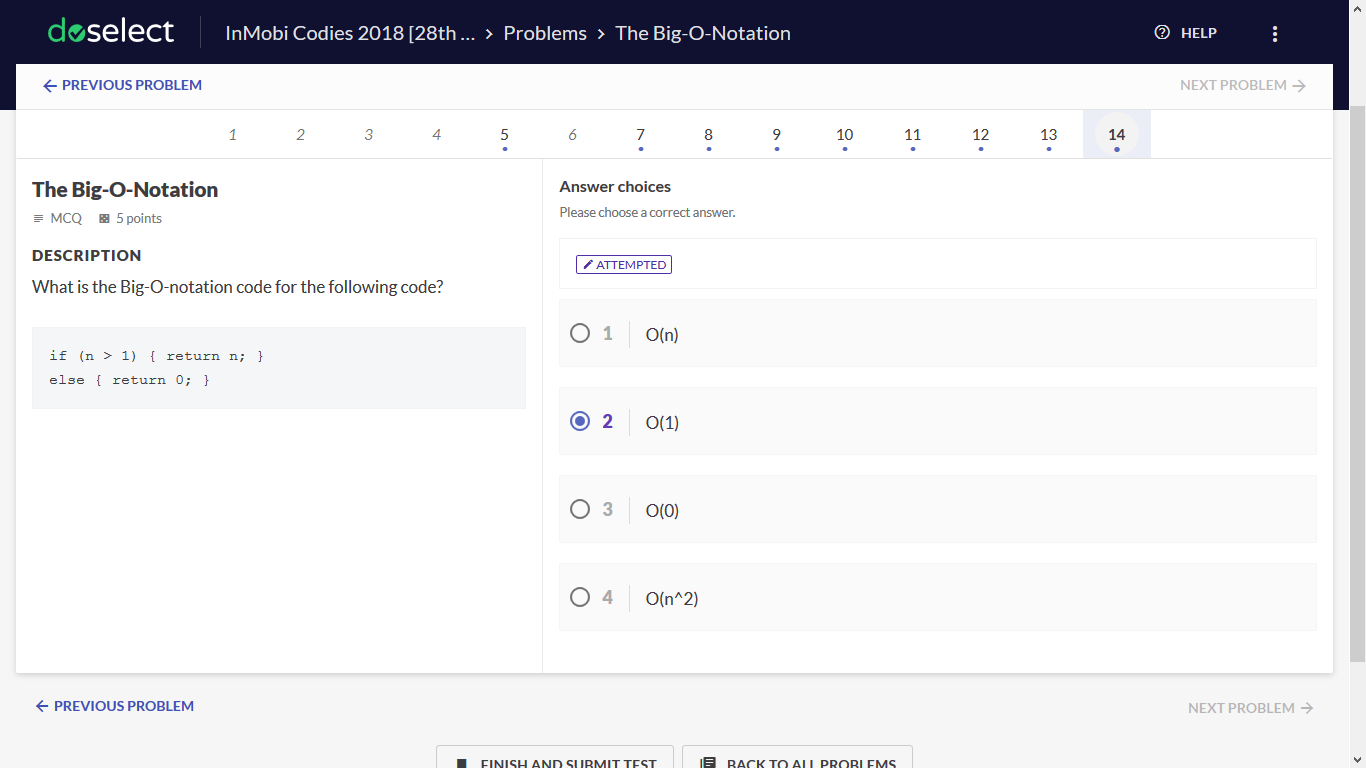 doselect
InMobi Codies 2018 [28th ... › Problems › The Big-O-Notation
HELP
← PREVIOUS PROBLEM
NEXT PROBLEM →
1 2 3 4 5 6 7 8 9 10 11 12 13 14
The Big-O-Notation
MCQ 5 points
DESCRIPTION
What is the Big-O-notation code for the following code?
if (n > 1) { return n; }
else { return 0; }
Answer choices
Please choose a correct answer.
ATTEMPTED
1 O(n)
2 O(1)
3 O(0)
4 O(n^2)
← PREVIOUS PROBLEM
NEXT PROBLEM →
FINISH AND SUBMIT TEST
BACK TO ALL PROBLEMS